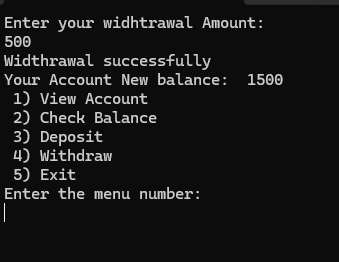 Enter your widhtrawal Amount:
500
Widthrawal successfully
Your Account New balance:  1500
 1) View Account
 2) Check Balance
 3) Deposit
 4) Withdraw
 5) Exit
Enter the menu number: